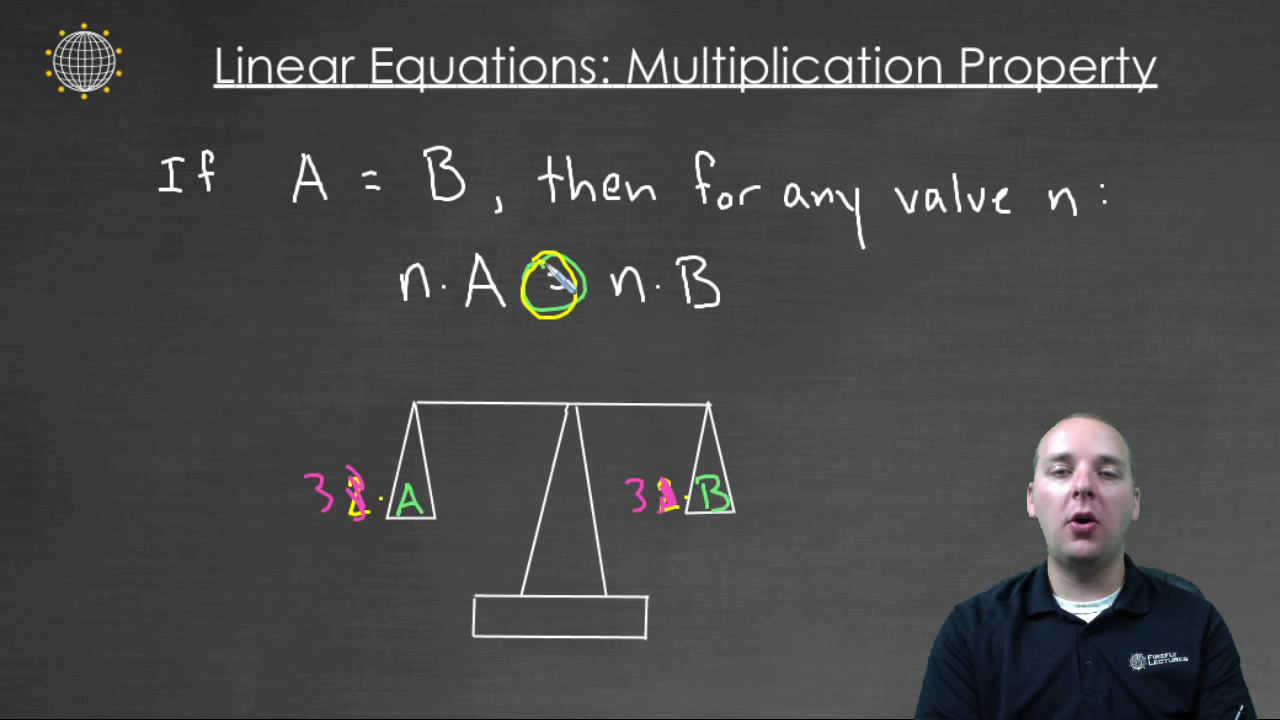 Linear Equations: Multiplication Property
If A = B, then for any value n:
n · A = n · B
3 · A 3 · B
FIREFLY
LECTURES